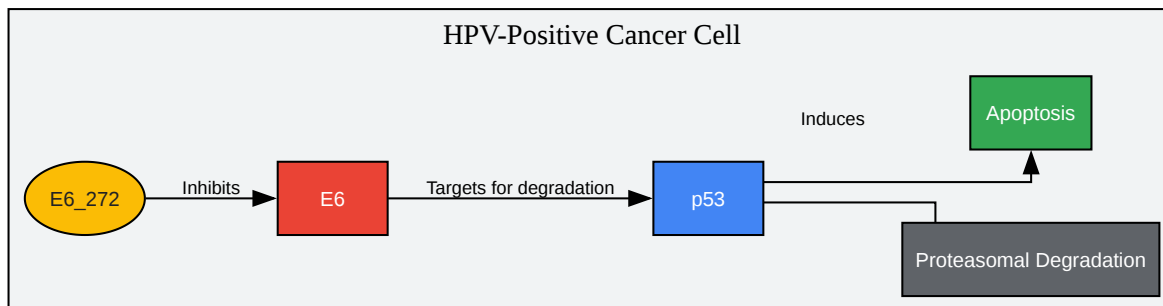 HPV-Positive Cancer Cell
Induces
Apoptosis
E6_272
Inhibits
E6
Targets for degradation
p53
Proteasomal Degradation